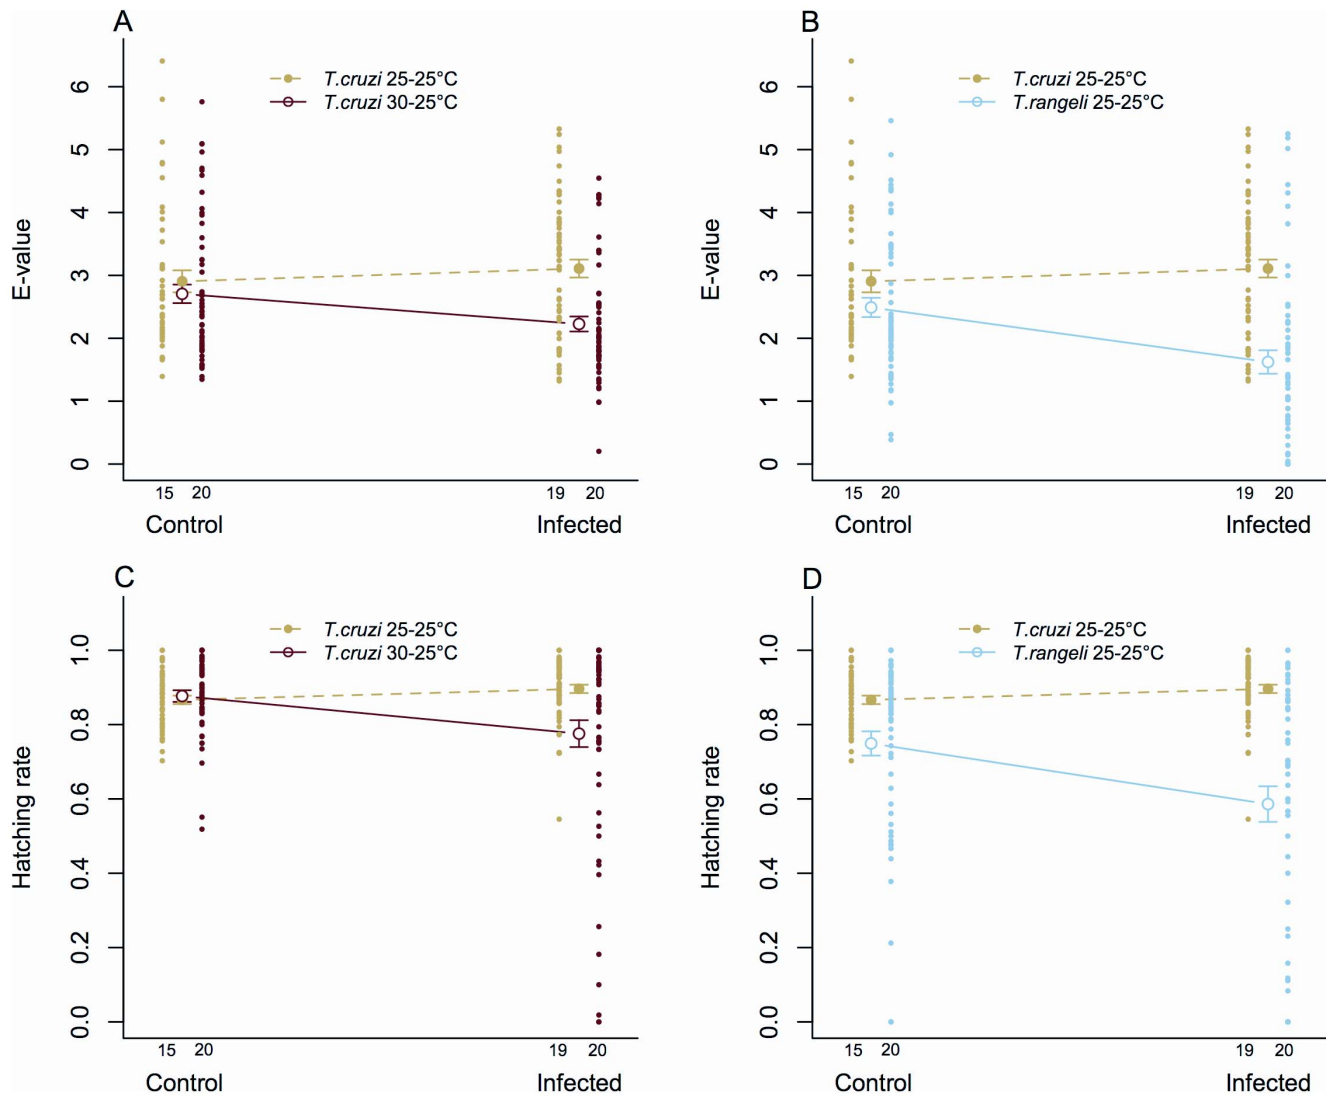 A
T.cruzi 25-25°C
T.cruzi 30-25°C
E-value
6
5
4
3
2
1
0
15 20 19 20
Control Infected
B
T.cruzi 25-25°C
T.rangeli 25-25°C
E-value
6
5
4
3
2
1
0
15 20 19 20
Control Infected
C
T.cruzi 25-25°C
T.cruzi 30-25°C
Hatching rate
1.0
0.8
0.6
0.4
0.2
0.0
15 20 19 20
Control Infected
D
T.cruzi 25-25°C
T.rangeli 25-25°C
Hatching rate
1.0
0.8
0.6
0.4
0.2
0.0
15 20 19 20
Control Infected